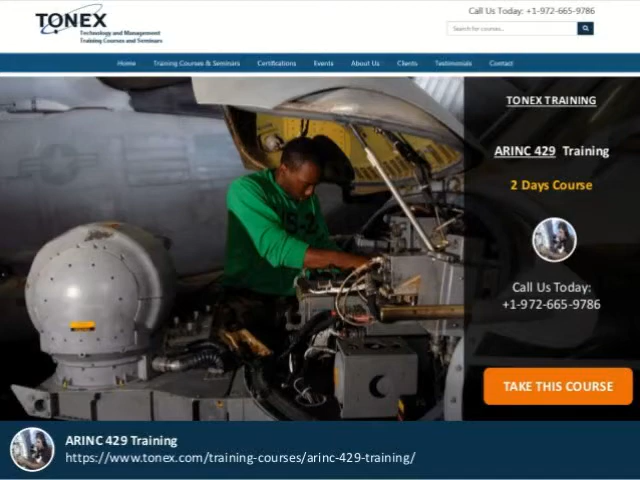 TONEX
Technology and Management
Training Courses and Seminars
Call Us Today: +1-972-665-9786
Search for courses...
Home Training Courses & Seminars Certifications Events About Us Clients Testimonials Contact
TONEX TRAINING
ARINC 429 Training
2 Days Course
Call Us Today:
+1-972-665-9786
TAKE THIS COURSE
ARINC 429 Training
https://www.tonex.com/training-courses/arinc-429-training/